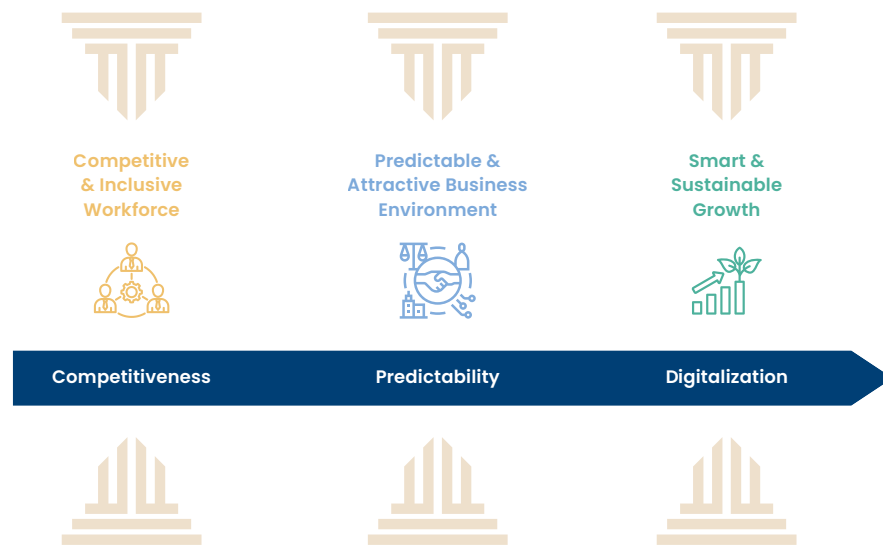 Competitive
& Inclusive
Workforce
Predictable &
Attractive Business
Environment
Smart &
Sustainable
Growth
Competitiveness
Predictability
Digitalization